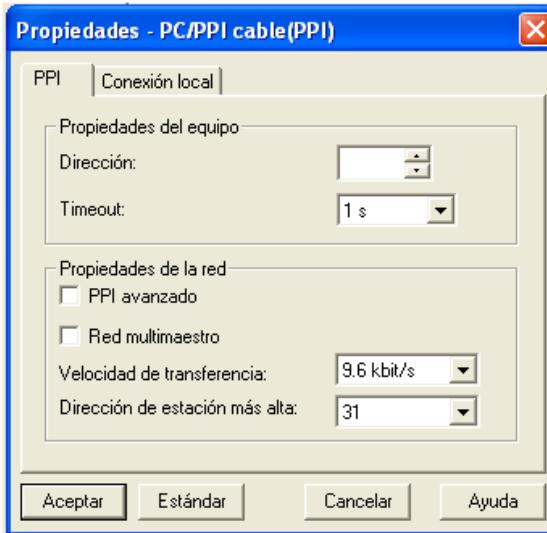 Propiedades - PC/PPI cable(PPI)
PPI
Conexión local
Propiedades del equipo
Dirección:
Timeout: 1 s
Propiedades de la red
PPI avanzado
Red multimaestro
Velocidad de transferencia: 9.6 kbit/s
Dirección de estación más alta: 31
Aceptar Estándar Cancelar Ayuda